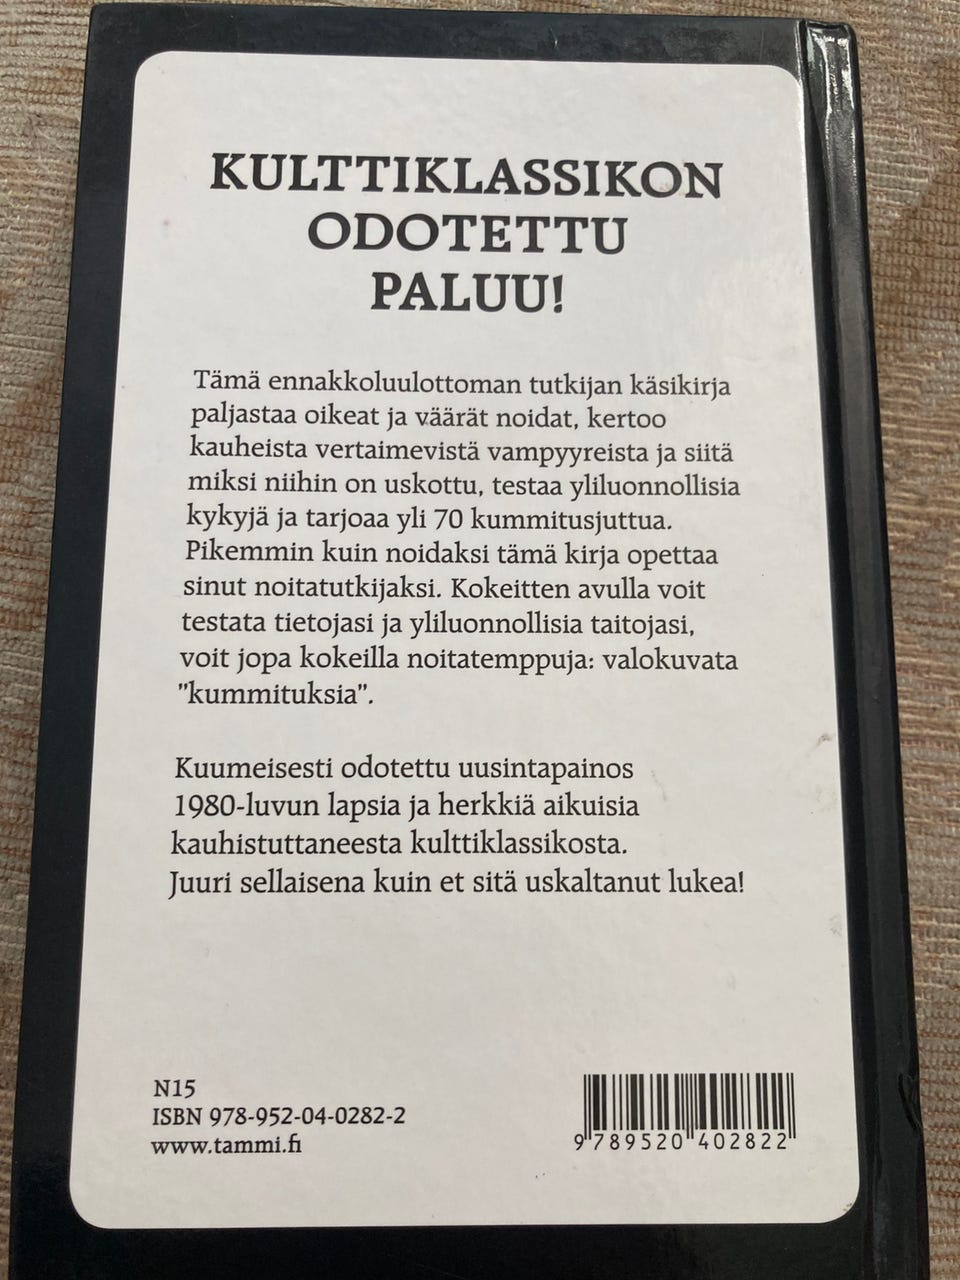 KULTTIKLASSIKON
ODOTETTU
PALUU!
Tämä ennakkoluulottoman tutkijan käsikirja
paljastaa oikeat ja väärät noidat, kertoo
kauheista vertaimevistä vampyyreista ja siitä
miksi niihin on uskottu, testaa yliluonnollisia
kykyjä ja tarjoaa yli 70 kummitusjuttua.
Pikemmin kuin noidaksi tämä kirja opettaa
sinut noitatutkijaksi. Kokeitten avulla voit
testata tietojasi ja yliluonnollisia taitojasi,
voit jopa kokeilla noitatemppuja: valokuvata
”kummituksia”.
Kuumeisesti odotettu uusintapainos
1980-luvun lapsia ja herkkiä aikuisia
kauhistuttaneesta kulttiklassikosta.
Juuri sellaisena kuin et sitä uskaltanut lukea!
N15
ISBN 978-952-04-0282-2
www.tammi.fi
9 789520 402822